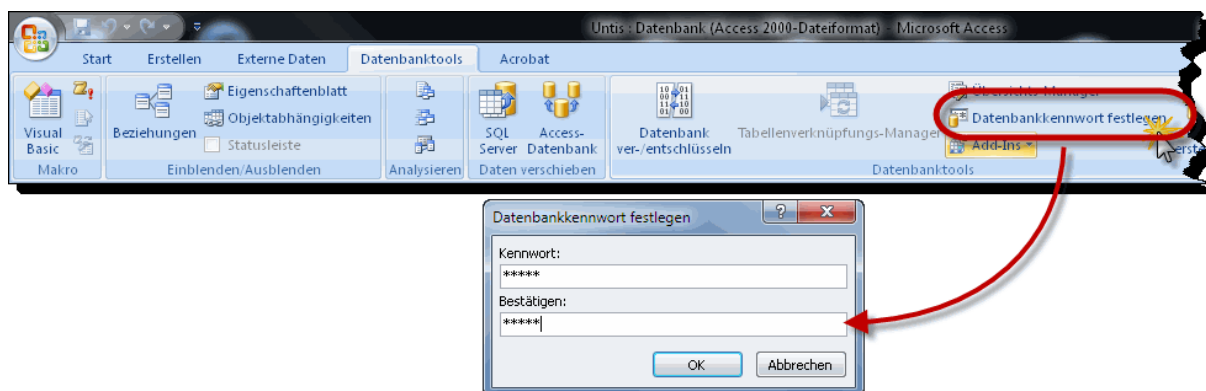 Untis : Datenbank (Access 2000-Dateiformat) - Microsoft Access
Start Erstellen Externe Daten Datenbanktools Acrobat
Visual Basic
Makro
Beziehungen
Eigenschaftenblatt
Objektabhängigkeiten
Statusleiste
Einblenden/Ausblenden
Analysieren
SQL Server
Access-Datenbank
Daten verschieben
Datenbank ver-/entschlüsseln
Tabellenverknüpfungs-Manager
Übersichts-Manager
Datenbankkennwort festlegen
Add-Ins
Datenbanktools
Datenbankkennwort festlegen
Kennwort:
*****
Bestätigen:
*****
OK Abbrechen